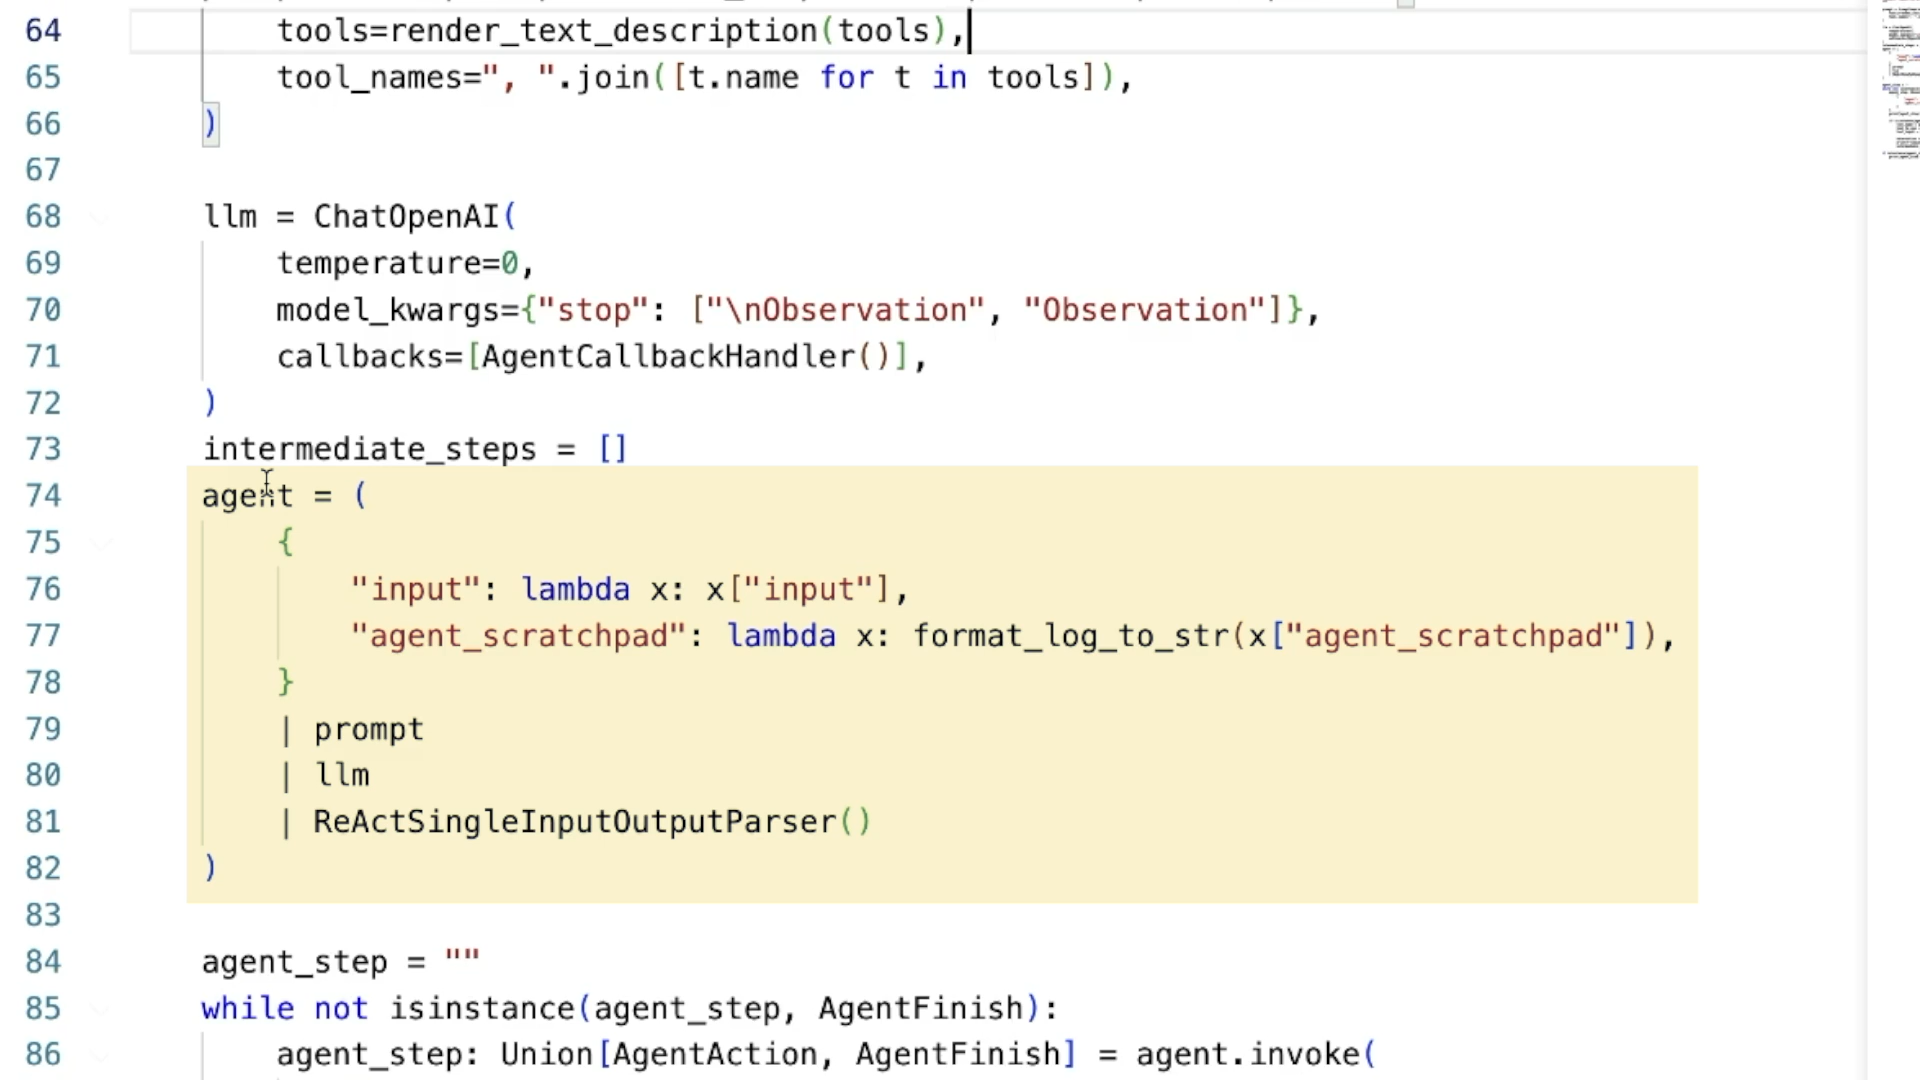 64 tools=render_text_description(tools),
65 tool_names=", ".join([t.name for t in tools]),
66 )
67
68 llm = ChatOpenAI(
69 temperature=0,
70 model_kwargs={"stop": ["\nObservation", "Observation"]},
71 callbacks=[AgentCallbackHandler()],
72 )
73 intermediate_steps = []
74 agent = (
75 {
76 "input": lambda x: x["input"],
77 "agent_scratchpad": lambda x: format_log_to_str(x["agent_scratchpad"]),
78 }
79 | prompt
80 | llm
81 | ReActSingleInputOutputParser()
82 )
83
84 agent_step = ""
85 while not isinstance(agent_step, AgentFinish):
86 agent_step: Union[AgentAction, AgentFinish] = agent.invoke(